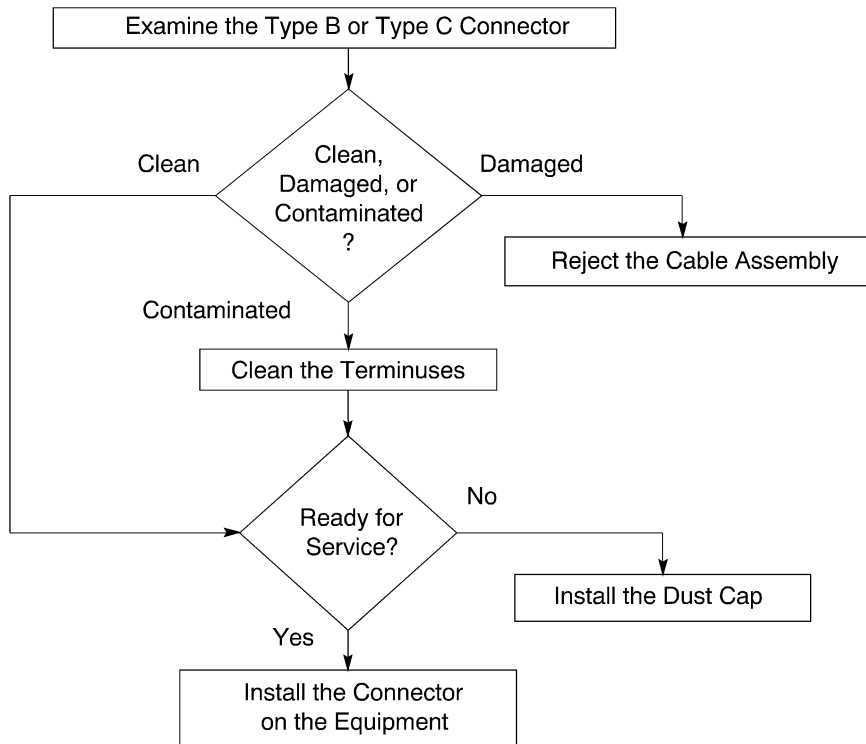 Examine the Type B or Type C Connector
Clean
Clean,
Damaged, or
Contaminated
?
Damaged
Reject the Cable Assembly
Contaminated
Clean the Terminuses
Ready for
Service?
No
Install the Dust Cap
Yes
Install the Connector
on the Equipment